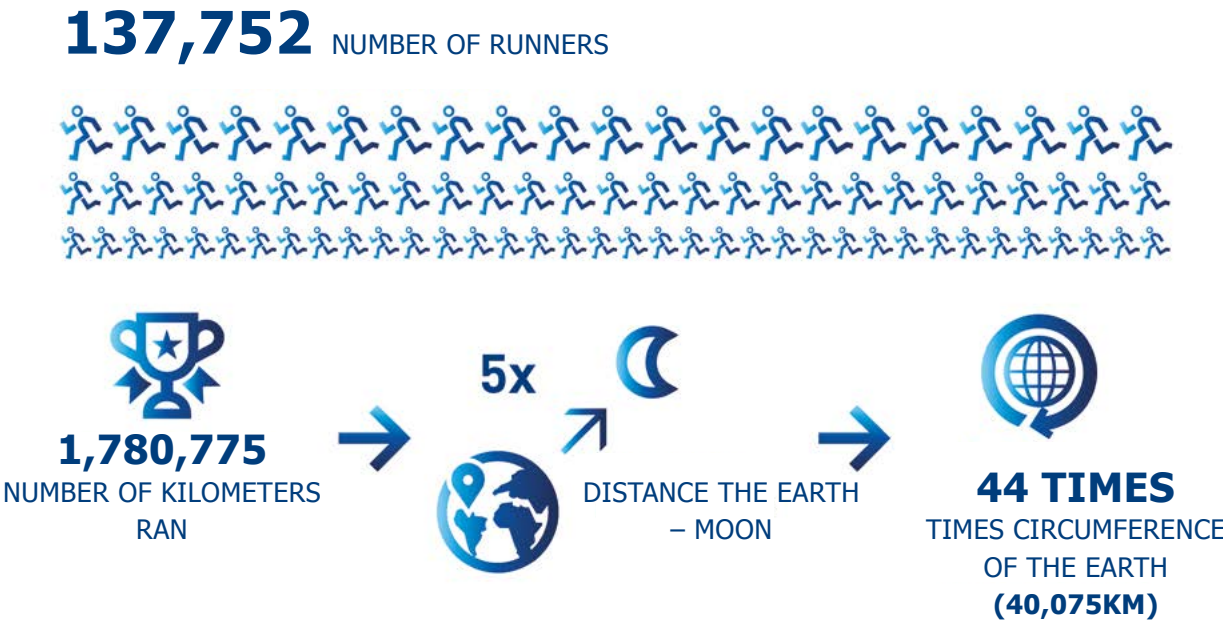 137,752 NUMBER OF RUNNERS
1,780,775
NUMBER OF KILOMETERS
RAN
5x
DISTANCE THE EARTH
– MOON
44 TIMES
TIMES CIRCUMFERENCE
OF THE EARTH
(40,075KM)